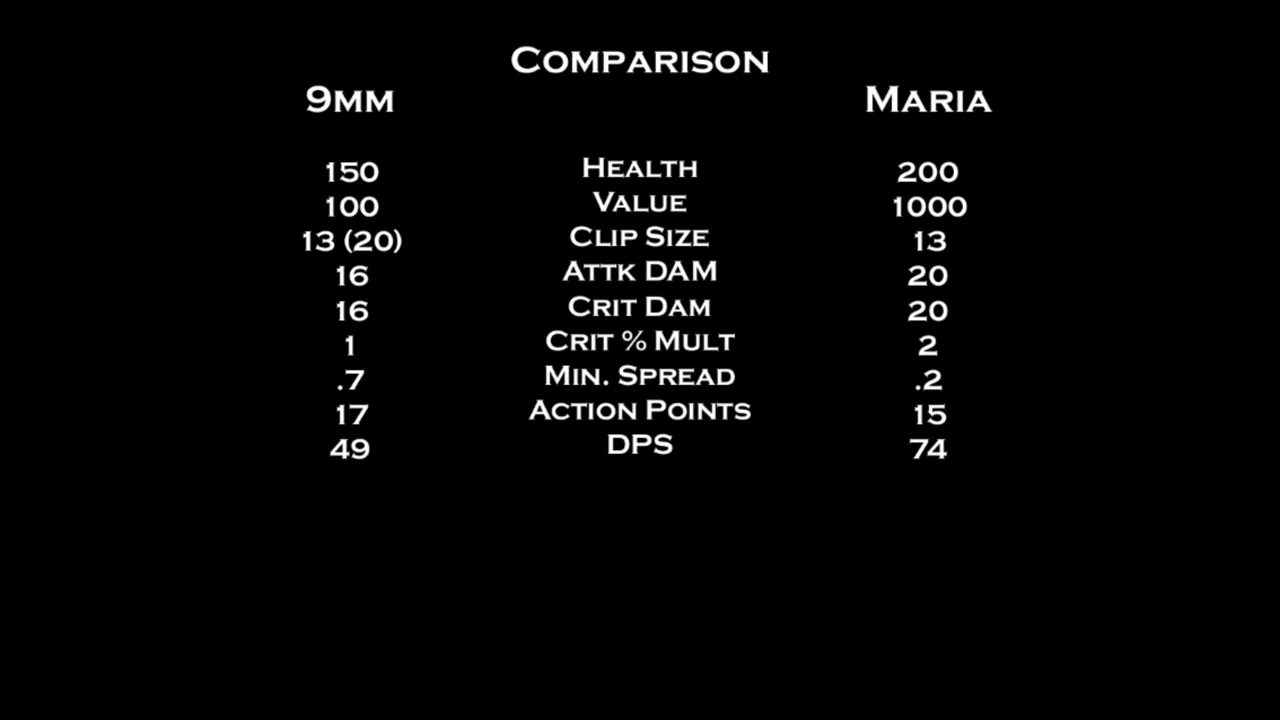 Comparison
9mm Maria
150 Health 200
100 Value 1000
13 (20) Clip Size 13
16 Attk DAM 20
16 Crit Dam 20
1 Crit % Mult 2
.7 Min. Spread .2
17 Action Points 15
49 DPS 74